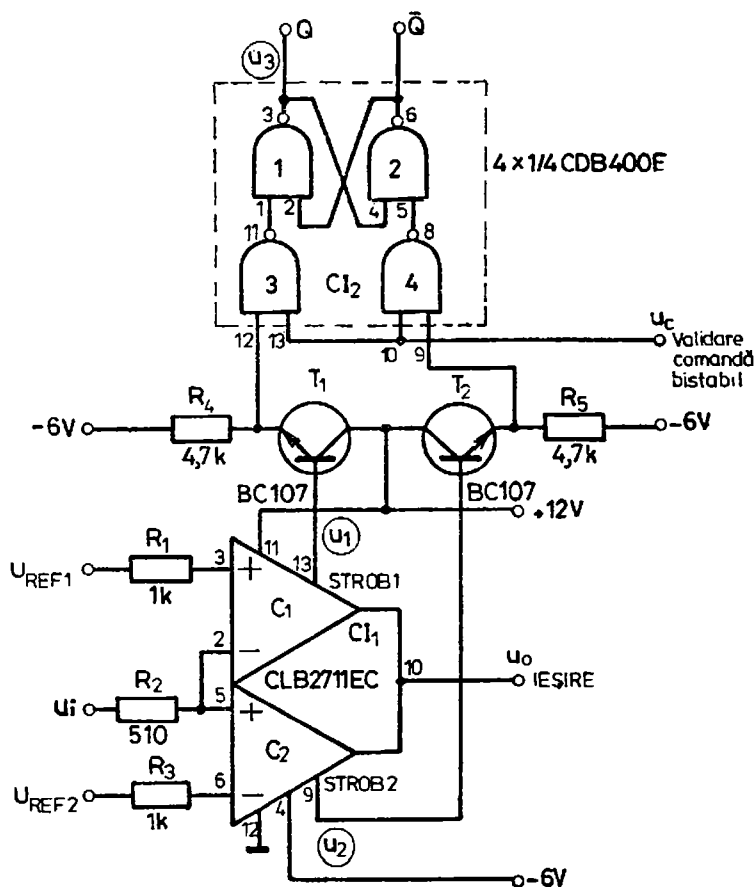 Q Q̄
u₃
3 6
1 2 4×1/4 CDB400E
1 2 4 5
11 8
3 CI₂ 4
12 13 10 9
u_c
Validare
comandă
bistabil
T₁ T₂
R₄ R₅
-6V -6V
4,7k 4,7k
BC107 BC107
+12V
u₁
11
R₁ 3 + 13 STROB1
U_REF1
1k C₁
CI₁
2 −
10 u₀
CLB2711EC IEŞIRE
R₂ 5
ui +
510 C₂
R₃ 6 STROB2
U_REF2 − 9
1k 4
12
u₂
-6V